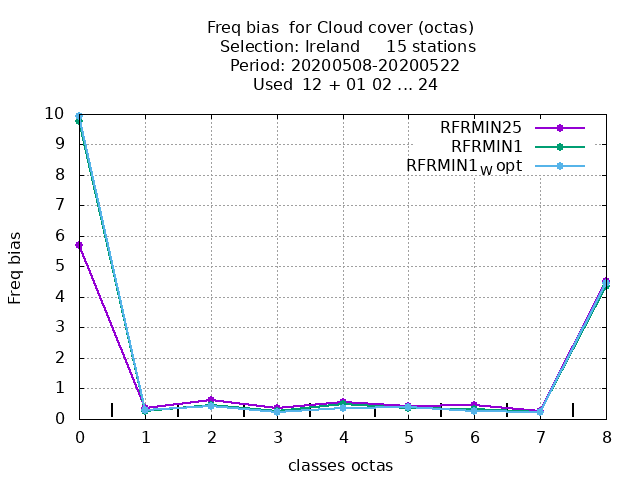 Freq bias  for Cloud cover (octas)
Selection: Ireland     15 stations
Period: 20200508-20200522
Used  12 + 01 02 ... 24
RFRMIN25
RFRMIN1
RFRMIN1W opt
10
9
8
7
6
5
4
3
2
1
0
Freq bias
0 1 2 3 4 5 6 7 8
classes octas